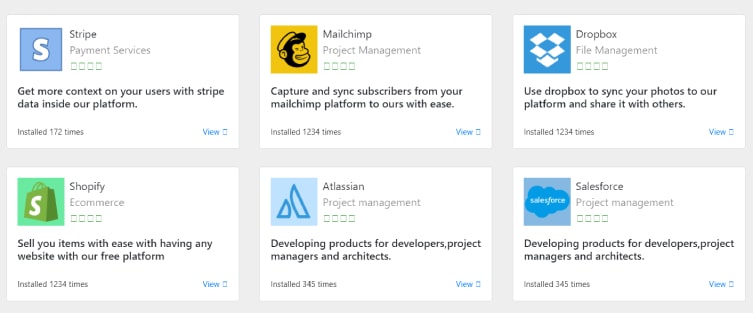 Stripe
Payment Services
Get more context on your users with stripe
data inside our platform.
Installed 172 times
View
Mailchimp
Project Management
Capture and sync subscribers from your
mailchimp platform to ours with ease.
Installed 1234 times
View
Dropbox
File Management
Use dropbox to sync your photos to our
platform and share it with others.
Installed 1234 times
View
Shopify
Ecommerce
Sell you items with ease with having any
website with our free platform
Installed 1234 times
View
Atlassian
Project management
Developing products for developers,project
managers and architects.
Installed 345 times
View
salesforce
Salesforce
Project management
Developing products for developers,project
managers and architects.
Installed 345 times
View